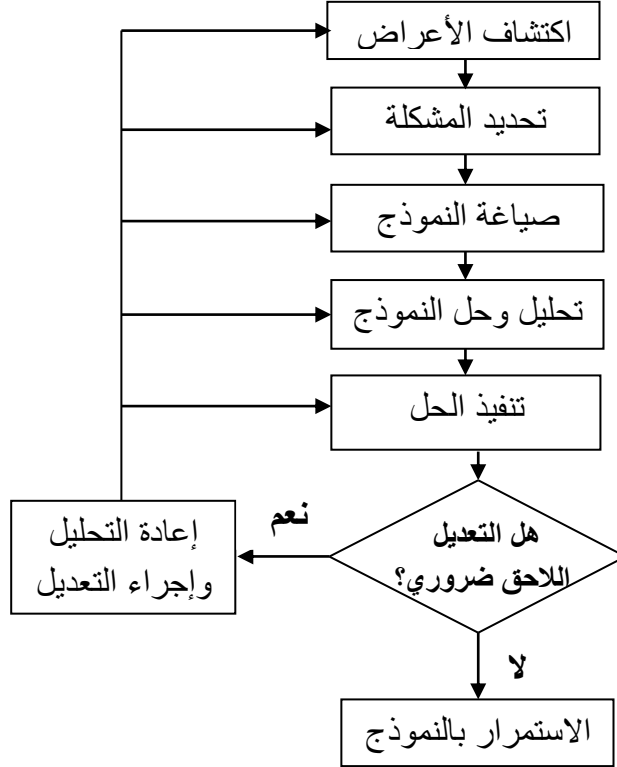 اكتشاف الأعراض
تحديد المشكلة
صياغة النموذج
تحليل وحل النموذج
تنفيذ الحل
هل التعديل
اللاحق ضروري؟
نعم
إعادة التحليل
وإجراء التعديل
لا
الاستمرار بالنموذج